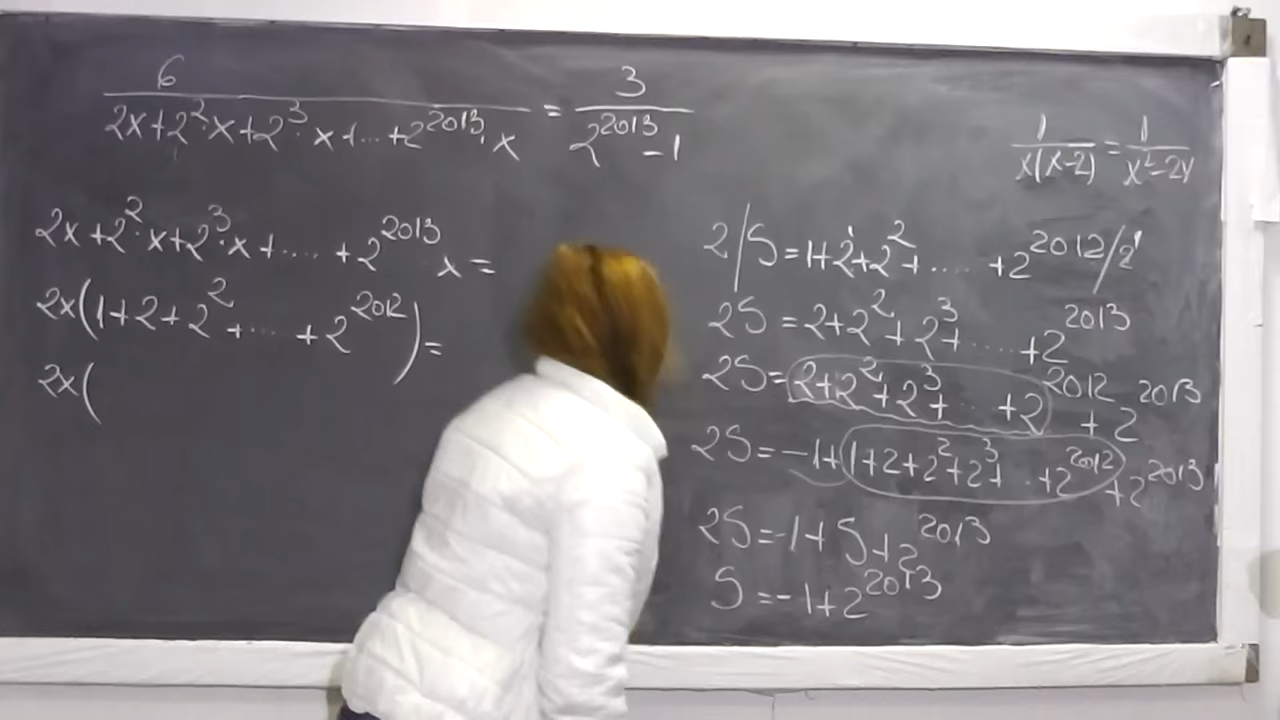 6/(2x+2²·x+2³·x+...+2²⁰¹³·x) = 3/(2²⁰¹³-1)
1/(x(x-2)) = 1/(x²-2x)
2x+2²·x+2³·x+....+2²⁰¹³x=
2x(1+2+2²+....+2²⁰¹²)=
2x(
2/S=1+2¹+2²+....+2²⁰¹²/2¹
2S=2+2²+2³+.....+2²⁰¹³
2S=2+2²+2³+...+2²⁰¹²+2²⁰¹³
2S=-1+1+2+2²+2³+..+2²⁰¹²+2²⁰¹³
2S=-1+S+2²⁰¹³
S=-1+2²⁰¹³